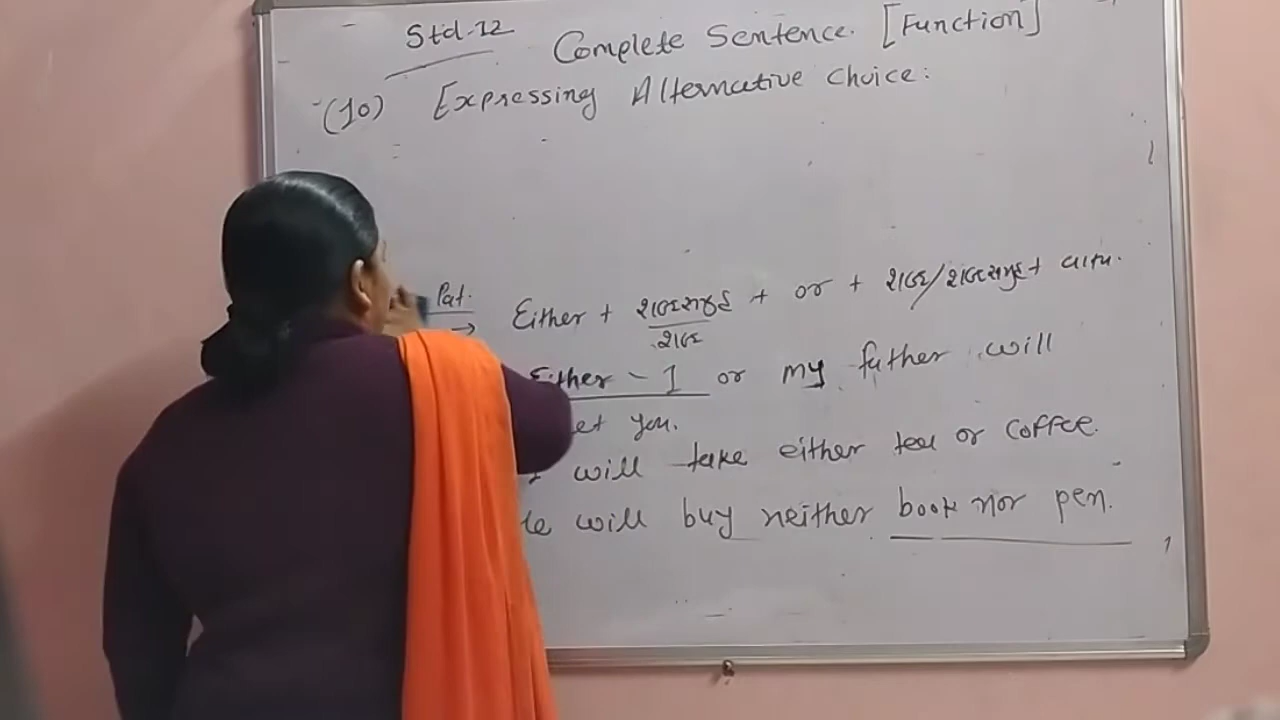 Std-12 Complete Sentence. [Function]
(10) Expressing Alternative Choice:
Pat.
→ Either + શબ્દસમૂહ + or + શબ્દ/શબ્દસમૂહ + વાક્ય.
શબ્દ
Either - I or my father will
you.
I will take either tea or coffee.
He will buy neither book nor pen.